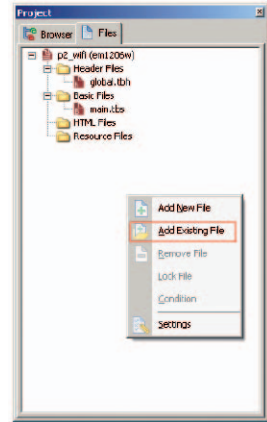 Project
Browser Files
p2_wifi (em1206w)
Header Files
global.tbh
Basic Files
main.tbs
HTML Files
Resource Files
Add New File
Add Existing File
Remove File
Lock File
Condition
Settings